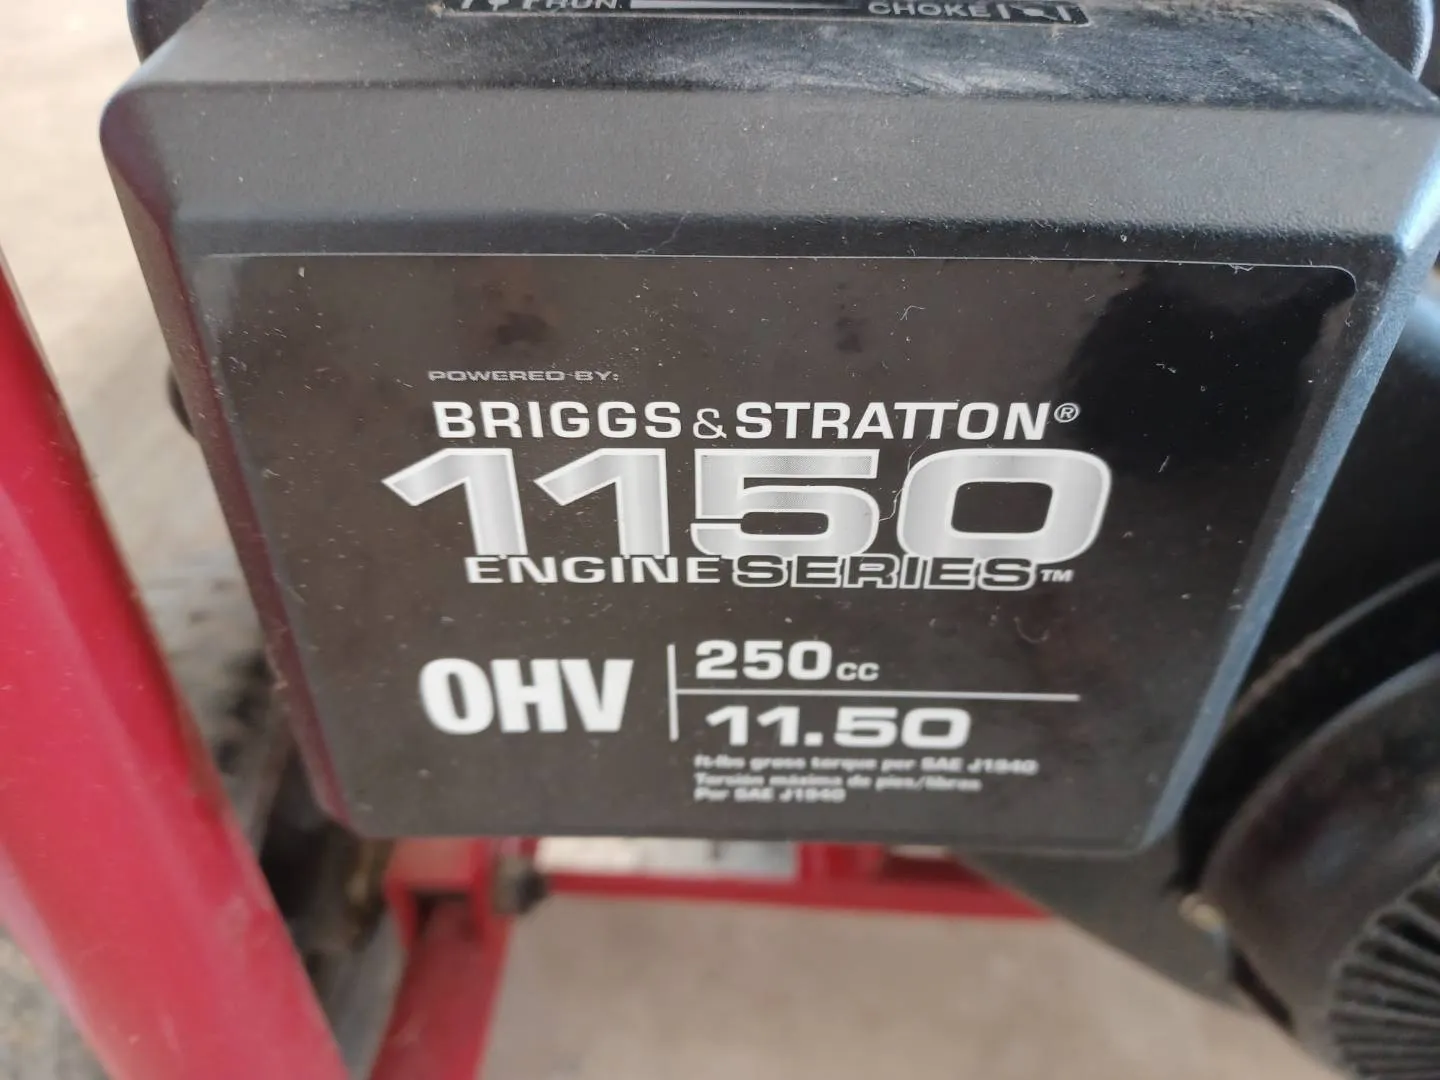 RUN
CHOKE
POWERED BY:
BRIGGS & STRATTON®
1150
ENGINE SERIES™
OHV
250cc
11.50
ft-lbs gross torque per SAE J1940
Torsión máxima de pies/libras
Por SAE J1940